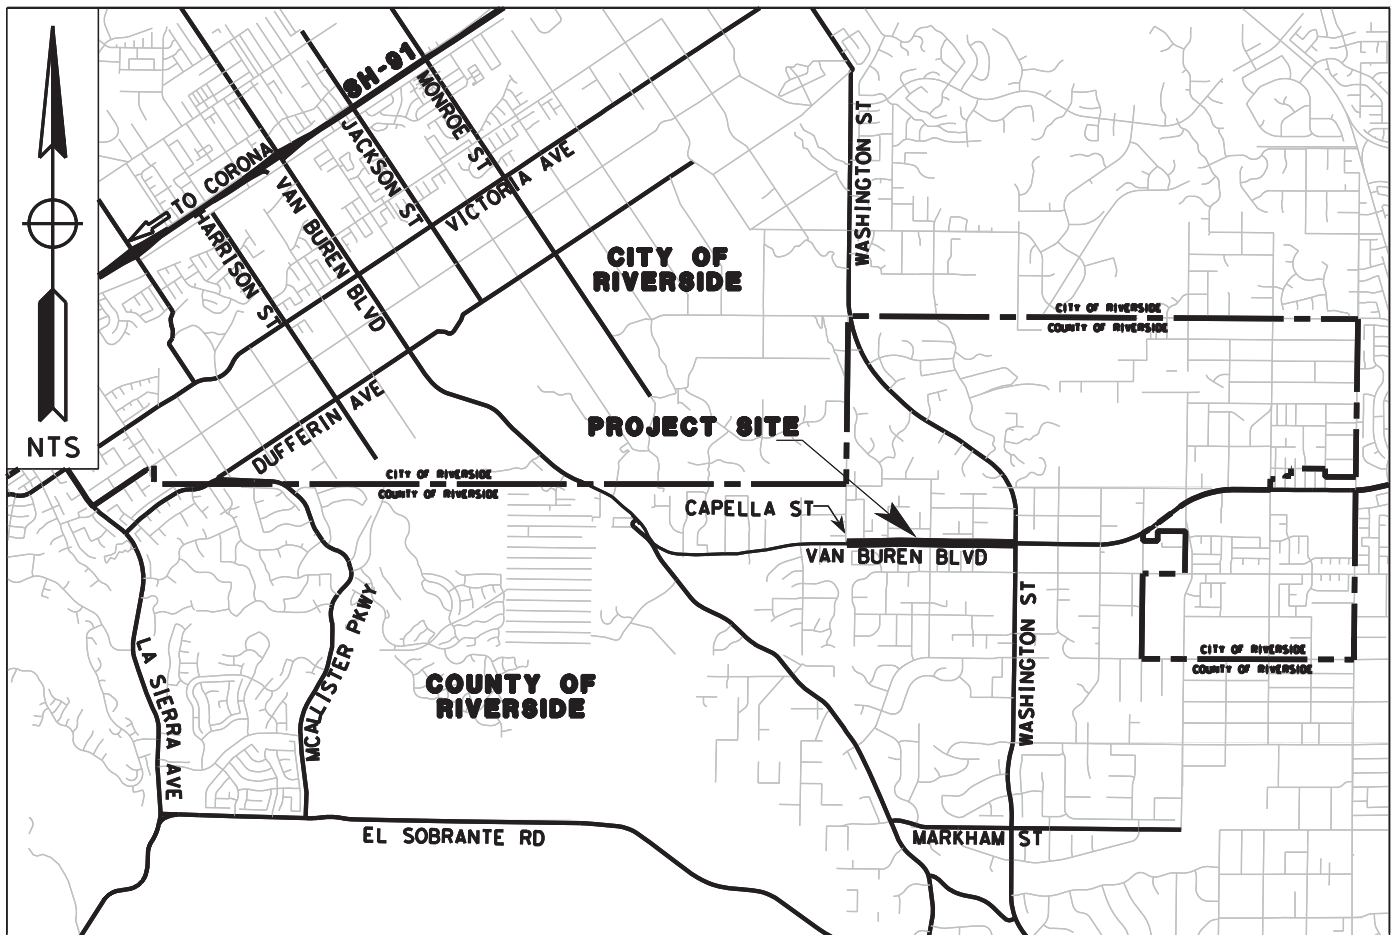 SH-91
MONROE ST
JACKSON ST
VICTORIA AVE
WASHINGTON ST
TO CORONA
VAN BUREN BLVD
HARRISON ST
CITY OF
RIVERSIDE
CITY OF RIVERSIDE
COUNTY OF RIVERSIDE
DUFFERIN AVE
PROJECT SITE
NTS
CITY OF RIVERSIDE
COUNTY OF RIVERSIDE
CAPELLA ST
VAN BUREN BLVD
WASHINGTON ST
MCALLISTER PKWY
LA SIERRA AVE
COUNTY OF
RIVERSIDE
CITY OF RIVERSIDE
COUNTY OF RIVERSIDE
EL SOBRANTE RD
MARKHAM ST